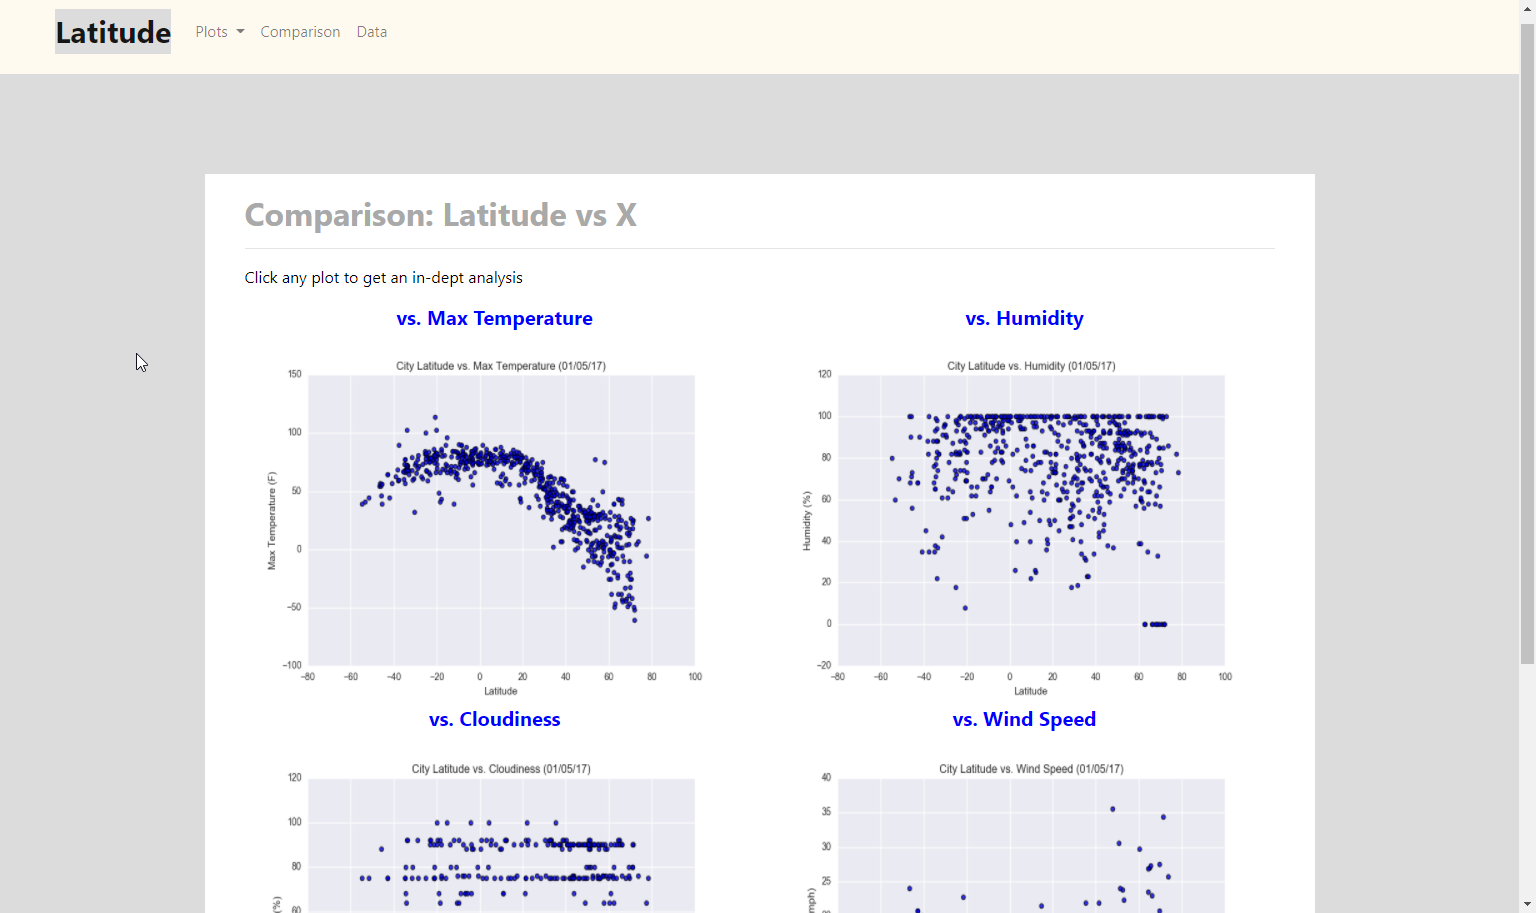 Latitude Plots Comparison Data
Comparison: Latitude vs X
Click any plot to get an in-dept analysis
vs. Max Temperature
City Latitude vs. Max Temperature (01/05/17)
150
100
50
0
−50
−100
Max Temperature (F)
−80 −60 −40 −20 0 20 40 60 80 100
Latitude
vs. Humidity
City Latitude vs. Humidity (01/05/17)
120
100
80
60
40
20
0
−20
Humidity (%)
−80 −60 −40 −20 0 20 40 60 80 100
Latitude
vs. Cloudiness
City Latitude vs. Cloudiness (01/05/17)
120
100
80
60
(%)
vs. Wind Speed
City Latitude vs. Wind Speed (01/05/17)
40
35
30
25
mph)